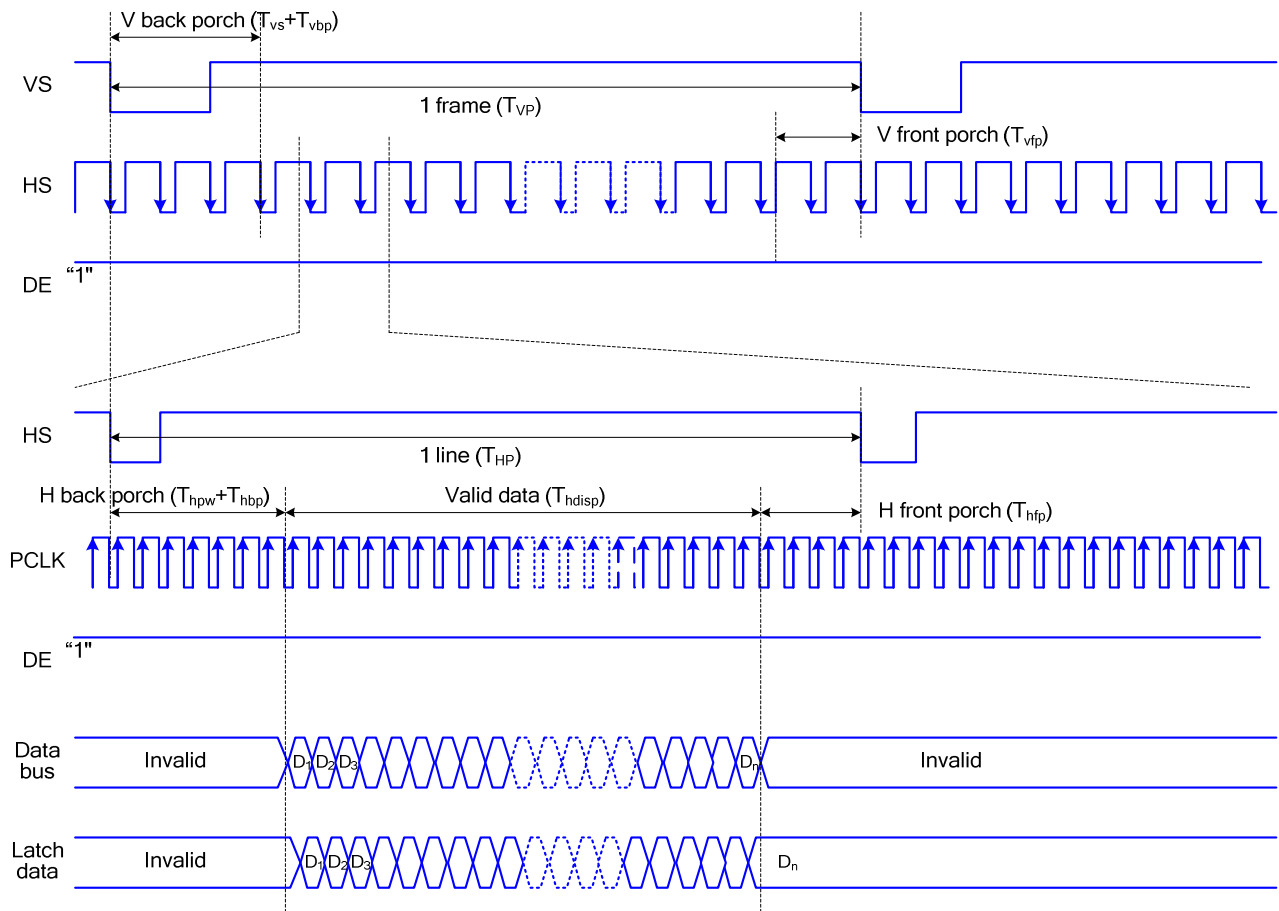 V back porch (Tvs+Tvbp)
VS
1 frame (TVP)
V front porch (Tvfp)
HS
“1"
DE
HS
1 line (THP)
H back porch (Thpw+Thbp)
Valid data (Thdisp)
H front porch (Thfp)
PCLK
“1"
DE
Data
bus
Invalid
D1 D2 D3
Dn
Invalid
Latch
data
Invalid
D1 D2 D3
Dn